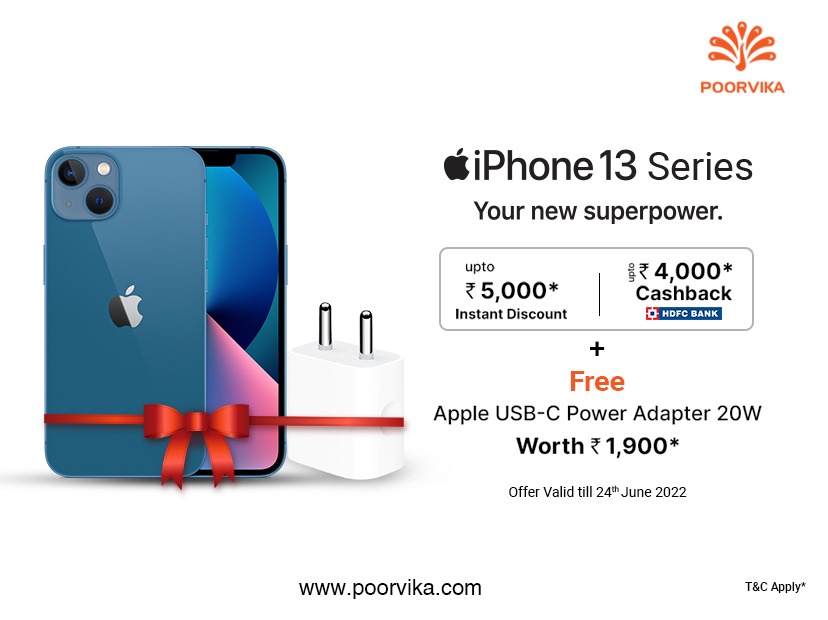 POORVIKA
iPhone 13 Series
Your new superpower.
upto
₹ 5,000*
Instant Discount
upto ₹ 4,000*
Cashback
HDFC BANK
+
Free
Apple USB-C Power Adapter 20W
Worth ₹ 1,900*
Offer Valid till 24th June 2022
www.poorvika.com
T&C Apply*